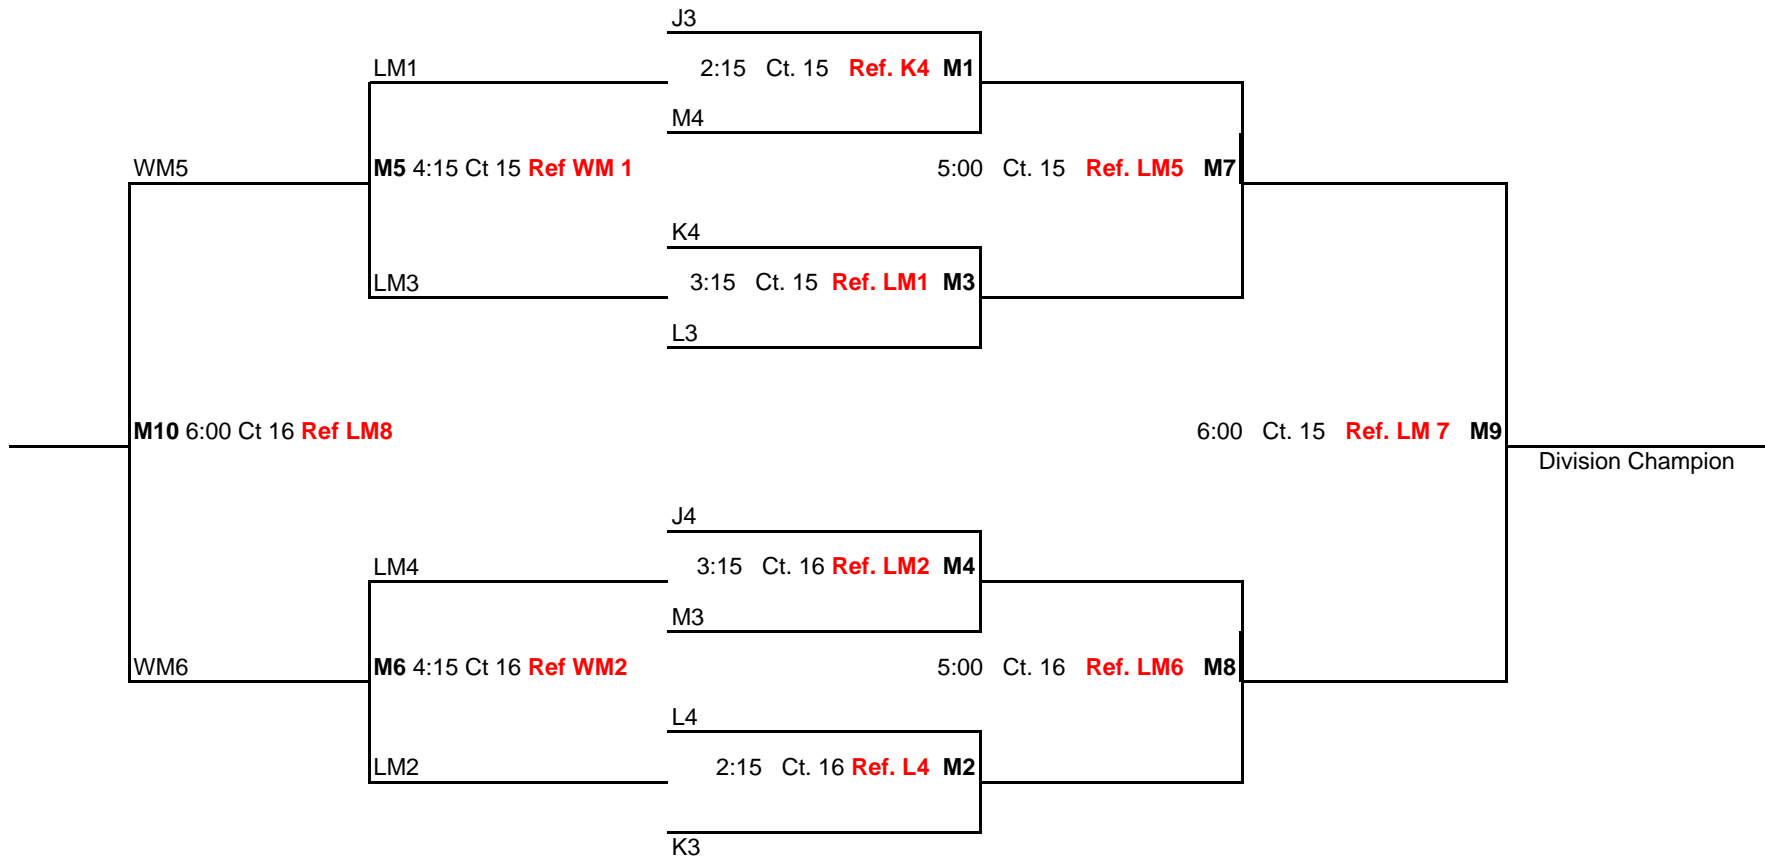 J3
LM1
2:15 Ct. 15 Ref. K4 M1
M4
WM5
M5 4:15 Ct 15 Ref WM 1
5:00 Ct. 15 Ref. LM5 M7
K4
LM3
3:15 Ct. 15 Ref. LM1 M3
L3
M10 6:00 Ct 16 Ref LM8
6:00 Ct. 15 Ref. LM 7 M9
Division Champion
J4
LM4
3:15 Ct. 16 Ref. LM2 M4
M3
WM6
M6 4:15 Ct 16 Ref WM2
5:00 Ct. 16 Ref. LM6 M8
L4
LM2
2:15 Ct. 16 Ref. L4 M2
K3